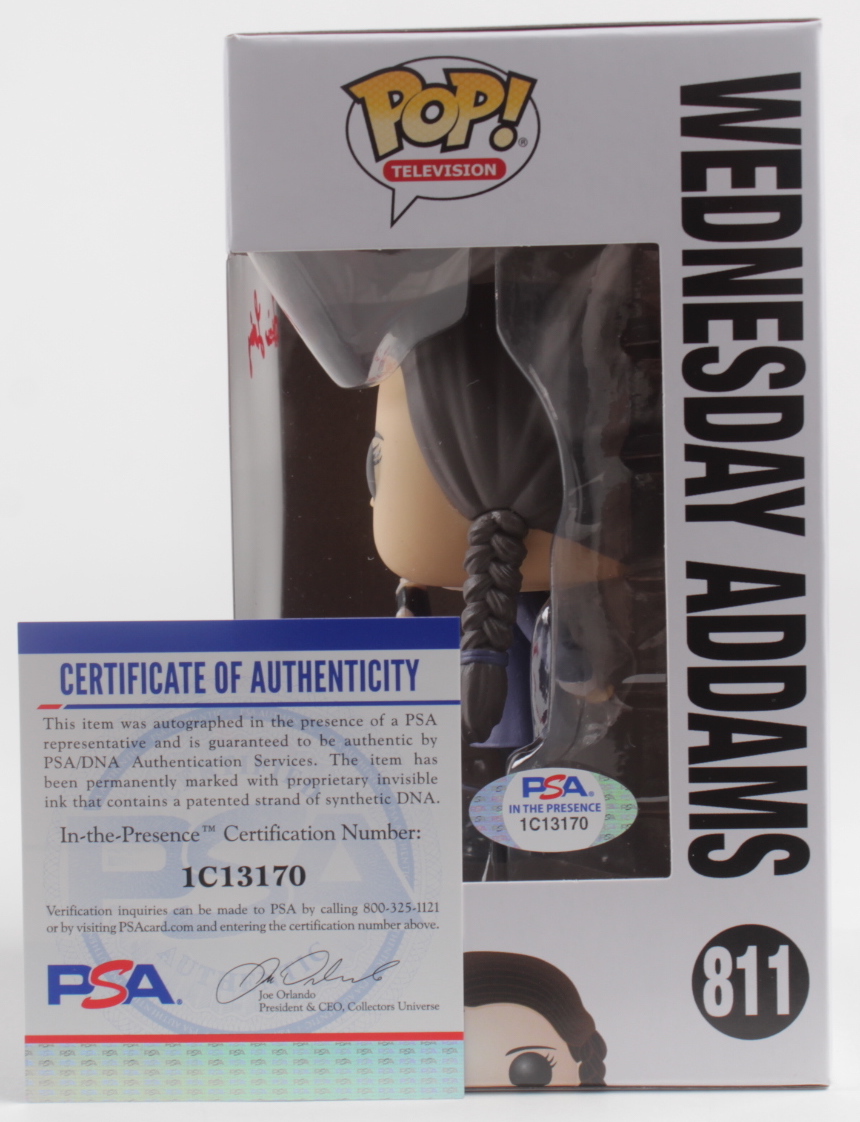 POP!
TELEVISION
WEDNESDAY ADDAMS
811
PSA
IN THE PRESENCE
1C13170
CERTIFICATE OF AUTHENTICITY
This item was autographed in the presence of a PSA
representative and is guaranteed to be authentic by
PSA/DNA Authentication Services. The item has
been permanently marked with proprietary invisible
ink that contains a patented strand of synthetic DNA.
In-the-Presence™ Certification Number:
1C13170
Verification inquiries can be made to PSA by calling 800-325-1121
or by visiting PSAcard.com and entering the certification number above.
PSA
Joe Orlando
President & CEO, Collectors Universe